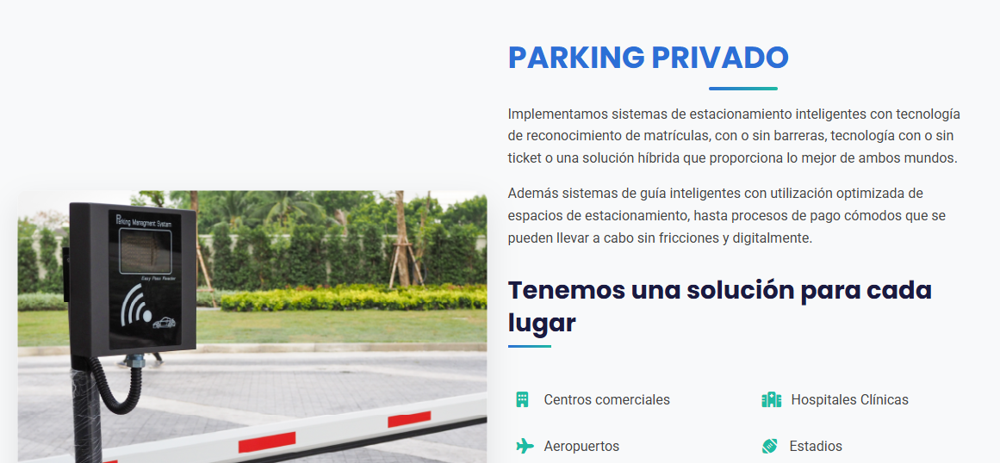 PARKING PRIVADO
Implementamos sistemas de estacionamiento inteligentes con tecnología
de reconocimiento de matrículas, con o sin barreras, tecnología con o sin
ticket o una solución híbrida que proporciona lo mejor de ambos mundos.
Además sistemas de guía inteligentes con utilización optimizada de
espacios de estacionamiento, hasta procesos de pago cómodos que se
pueden llevar a cabo sin fricciones y digitalmente.
Parking Managment System
Easy Pass Reader
Tenemos una solución para cada
lugar
Centros comerciales
Hospitales Clínicas
Aeropuertos
Estadios